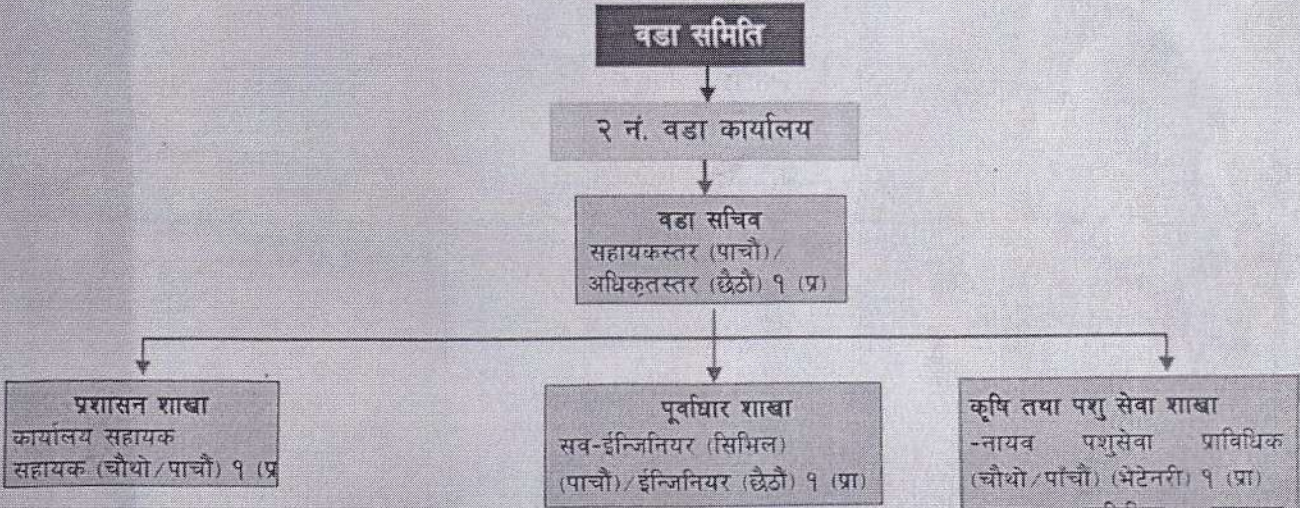 वडा समिति
२ नं. वडा कार्यालय
वडा सचिव
सहायकस्तर (पाचौ)/
अधिकृतस्तर (छैठौ) १ (प्र)
प्रशासन शाखा
कार्यालय सहायक
सहायक (चौथो/पाचौ) १ (प्र
पूर्वाधार शाखा
सव-ईन्जिनियर (सिभिल)
(पाचौ)/ईन्जिनियर (छैठौ) १ (प्रा)
कृषि तथा पशु सेवा शाखा
-नायव पशुसेवा प्राविधिक
(चौथो/पाँचौ) (भेटेनरी) १ (प्रा)